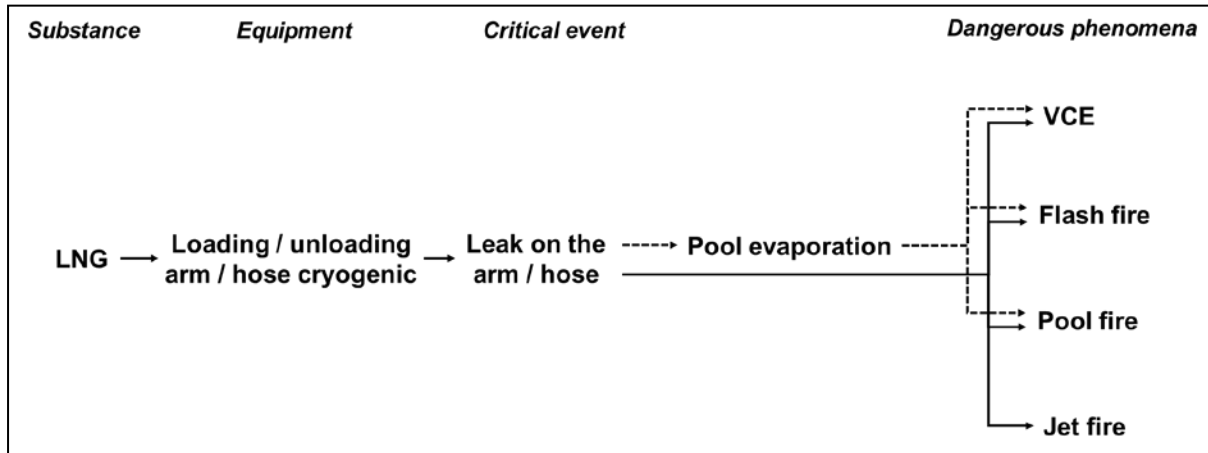 Substance Equipment Critical event Dangerous phenomena
VCE
Flash fire
LNG
Loading / unloading
arm / hose cryogenic
Leak on the
arm / hose
Pool evaporation
Pool fire
Jet fire